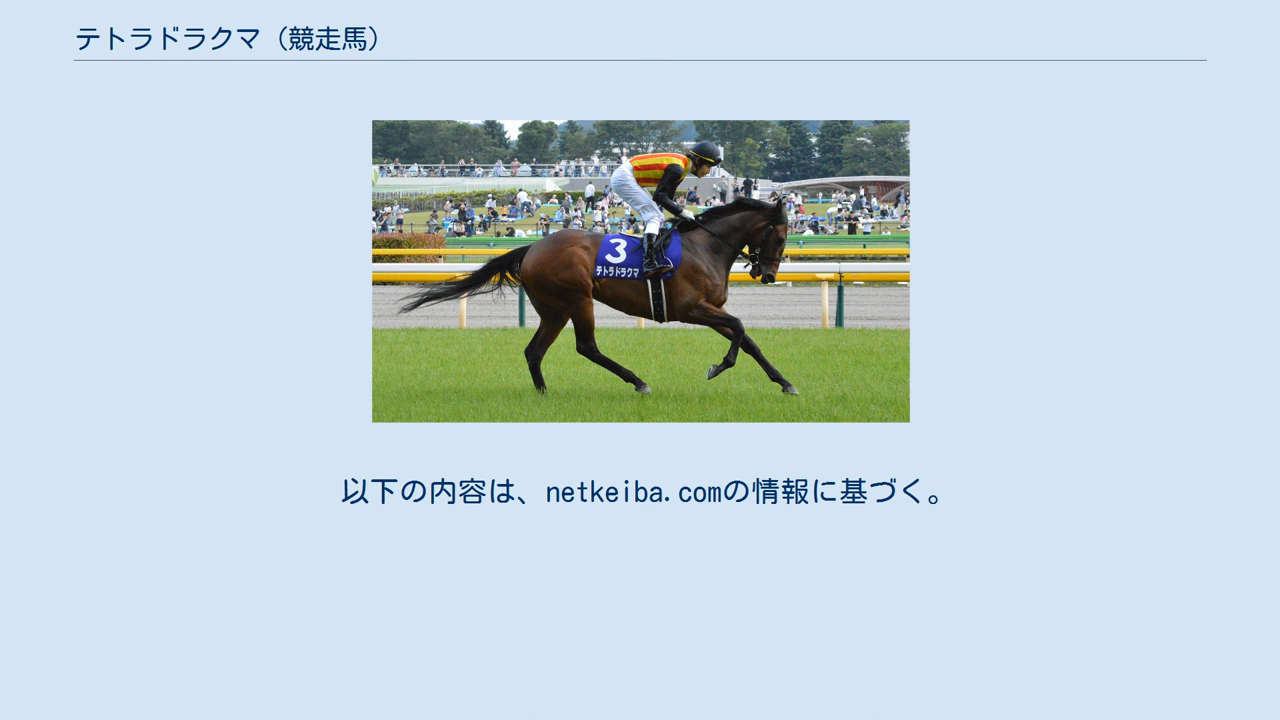 テトラドラクマ（競走馬）
3
テトラドラクマ
以下の内容は、netkeiba.comの情報に基づく。